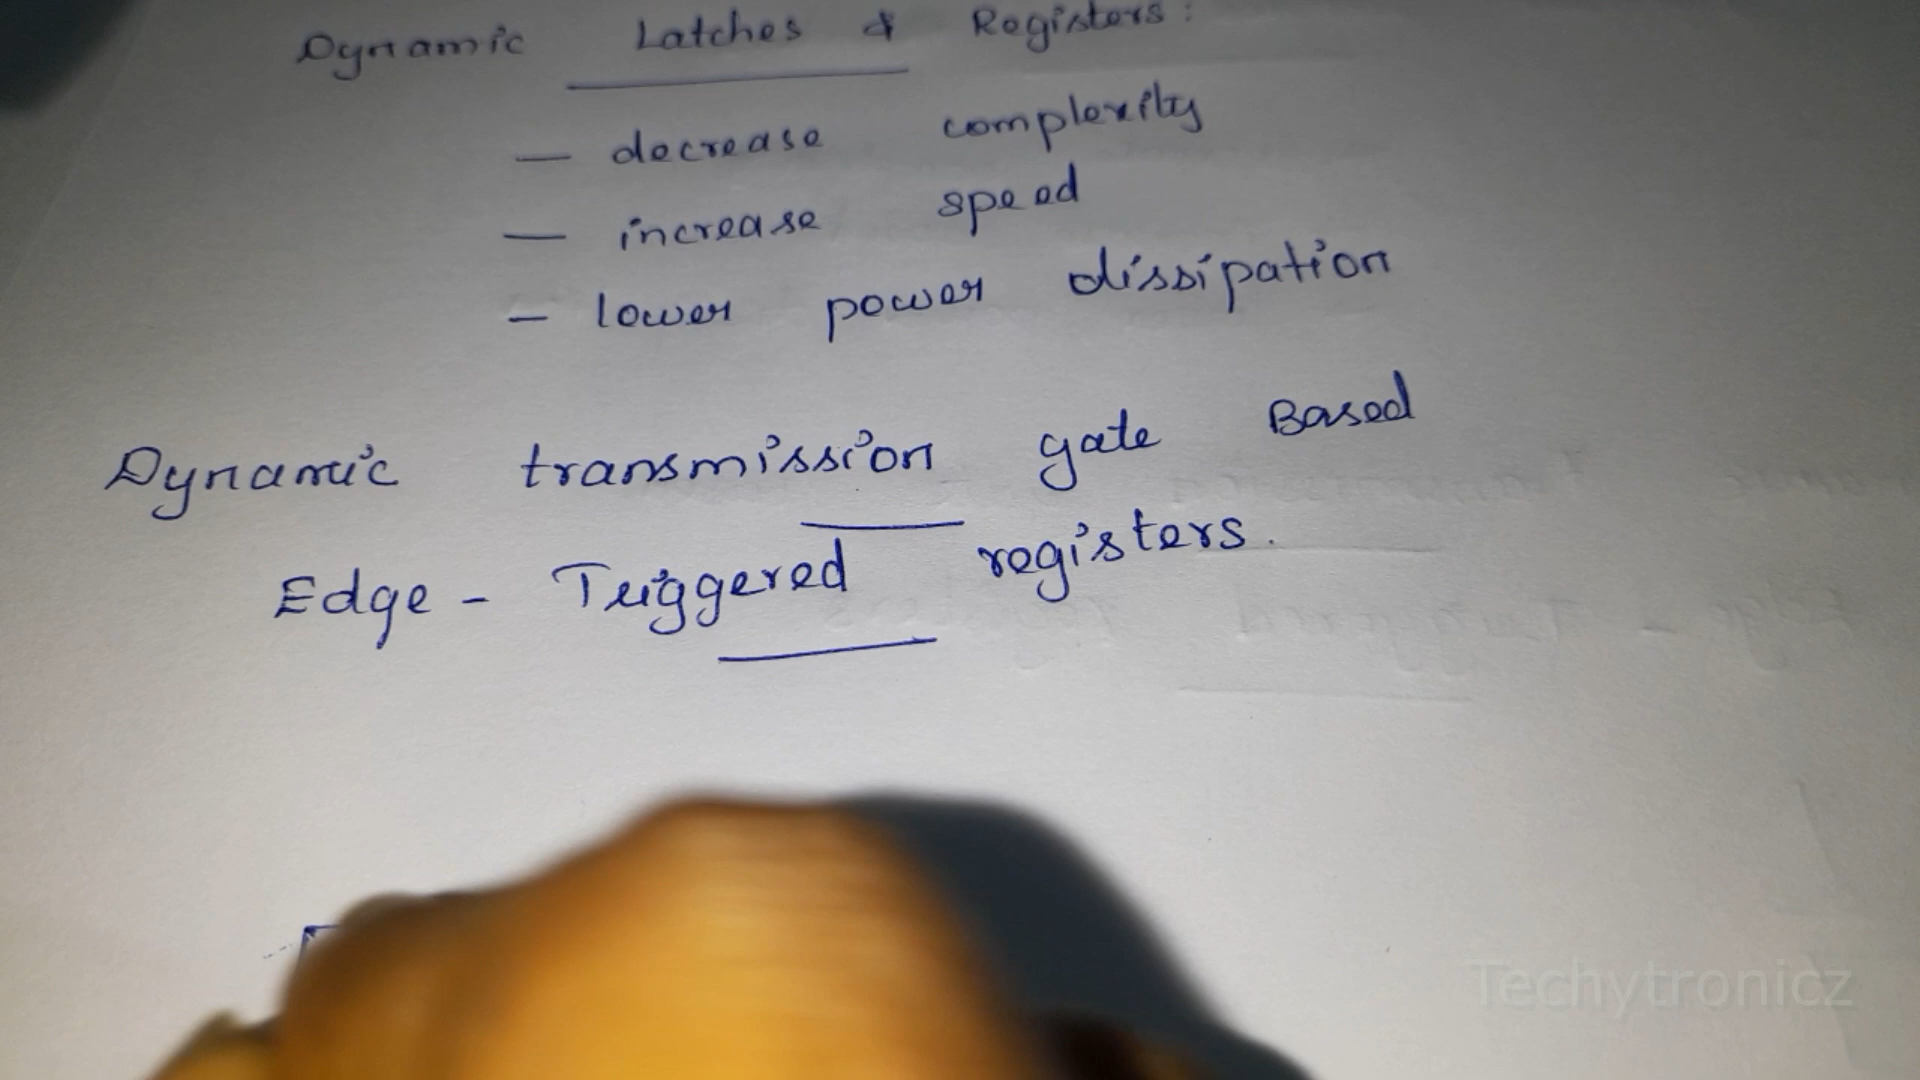 Dynamic Latches & Registers:
— decrease complexity
— increase speed
- lower power dissipation
Dynamic transmission gate Based
Edge - Triggered registers.
Techytronicz